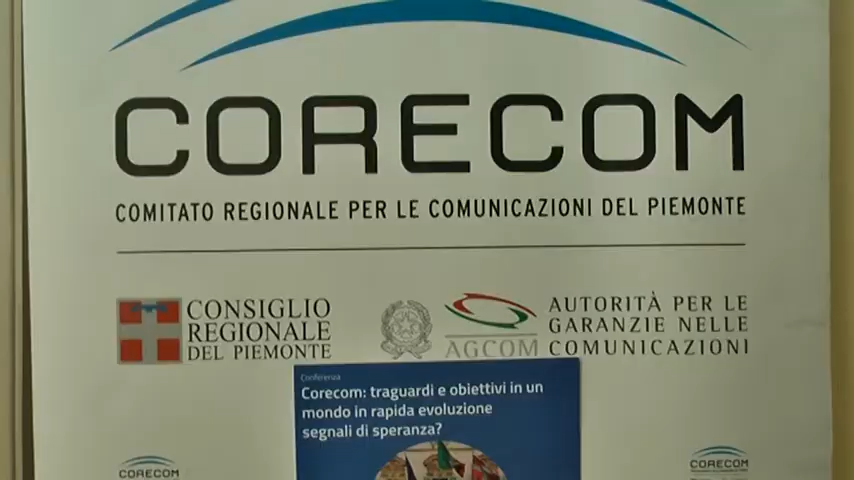 CORECOM
COMITATO REGIONALE PER LE COMUNICAZIONI DEL PIEMONTE
CONSIGLIO
REGIONALE
DEL PIEMONTE
AGCOM
AUTORITÀ PER LE
GARANZIE NELLE
COMUNICAZIONI
Conferenza
Corecom: traguardi e obiettivi in un
mondo in rapida evoluzione
segnali di speranza?
CORECOM
CORECOM